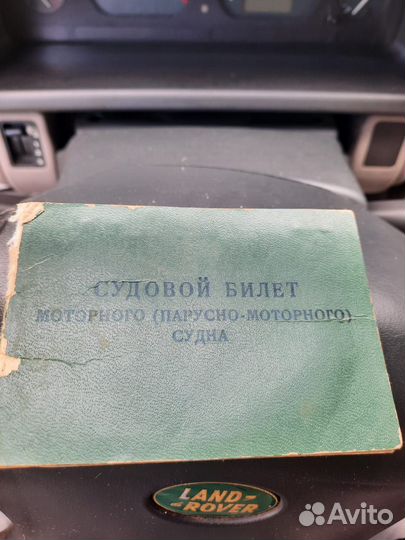 СУДОВОЙ БИЛЕТ
МОТОРНОГО (ПАРУСНО-МОТОРНОГО)
СУДНА
LAND
ROVER
Avito